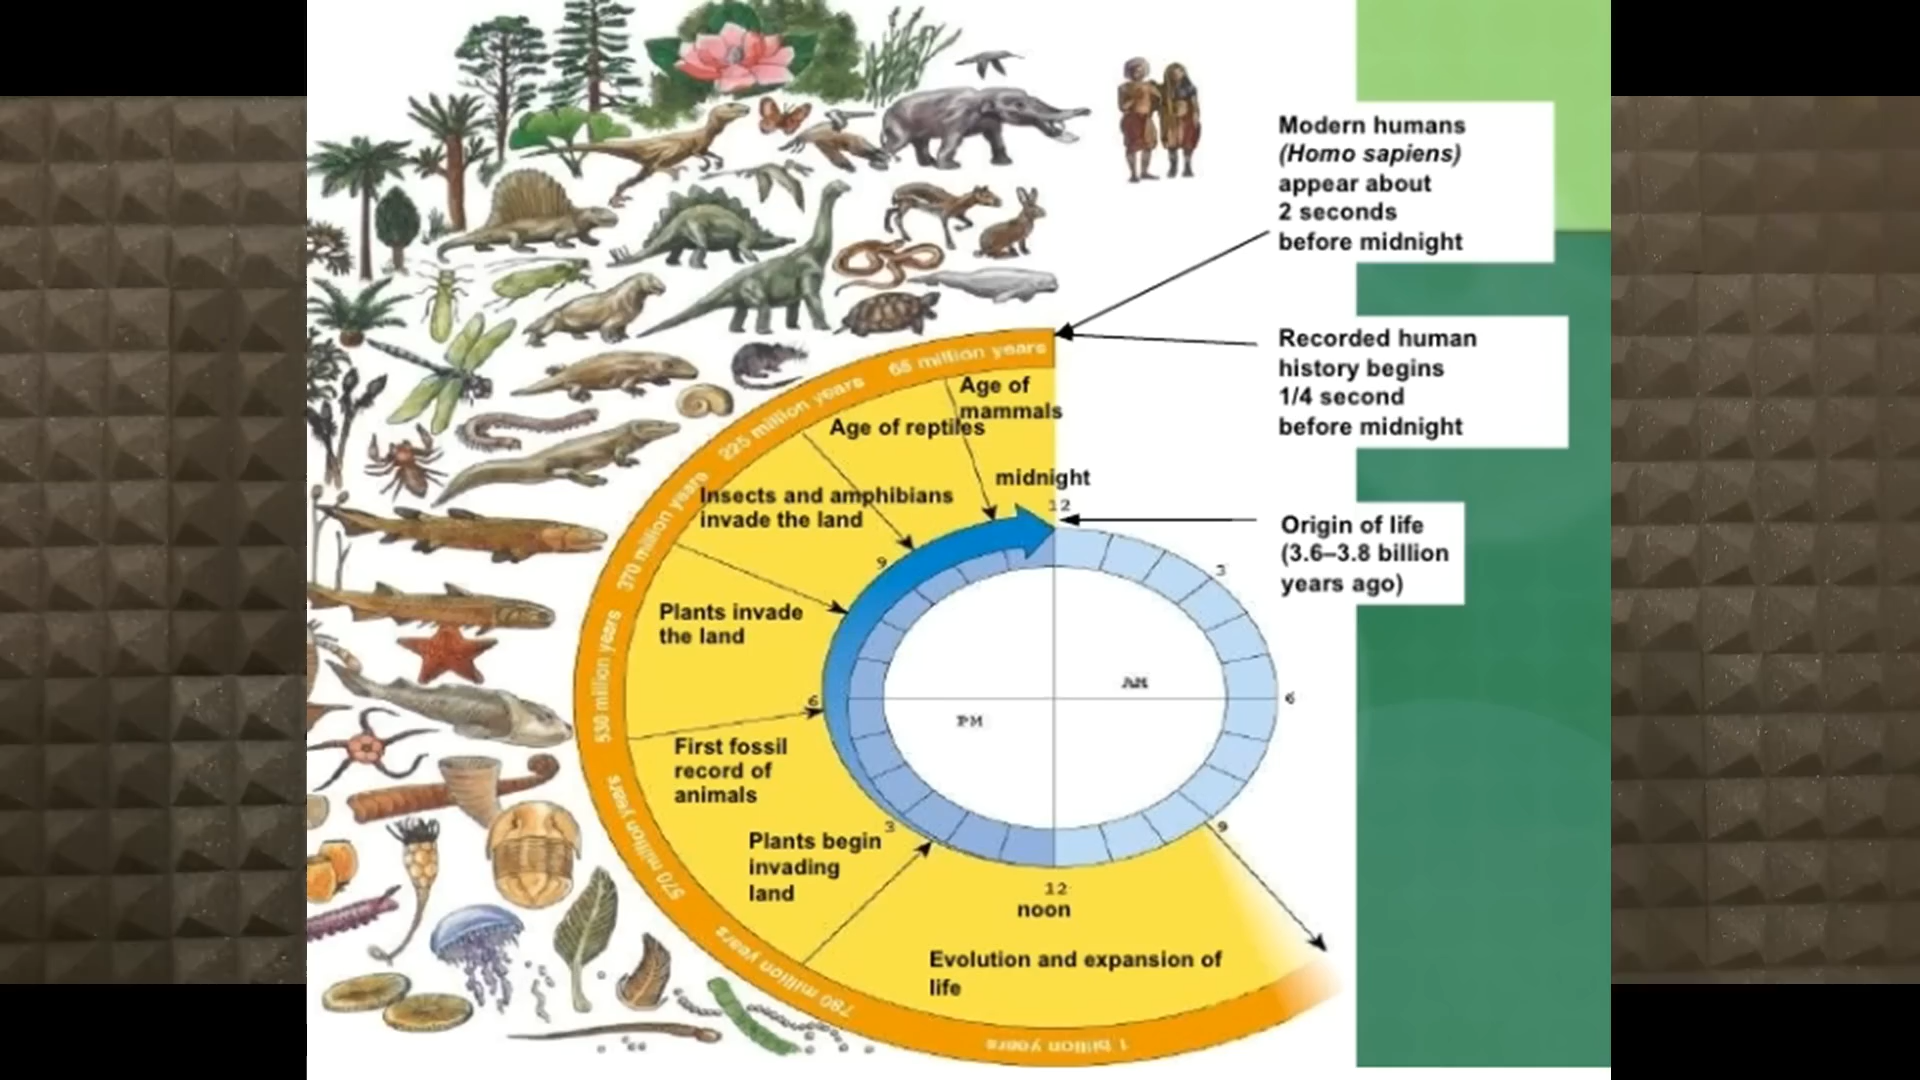 Modern humans
(Homo sapiens)
appear about
2 seconds
before midnight
Recorded human
history begins
1/4 second
before midnight
Origin of life
(3.6–3.8 billion
years ago)
65 million years
225 million years
370 million years
530 million years
570 million years
780 million years
1 billion years
Age of
mammals
Age of reptiles
Insects and amphibians
invade the land
Plants invade
the land
First fossil
record of
animals
Plants begin
invading
land
Evolution and expansion of
life
midnight
12
3
6
9
12
noon
3
6
9
AM
PM